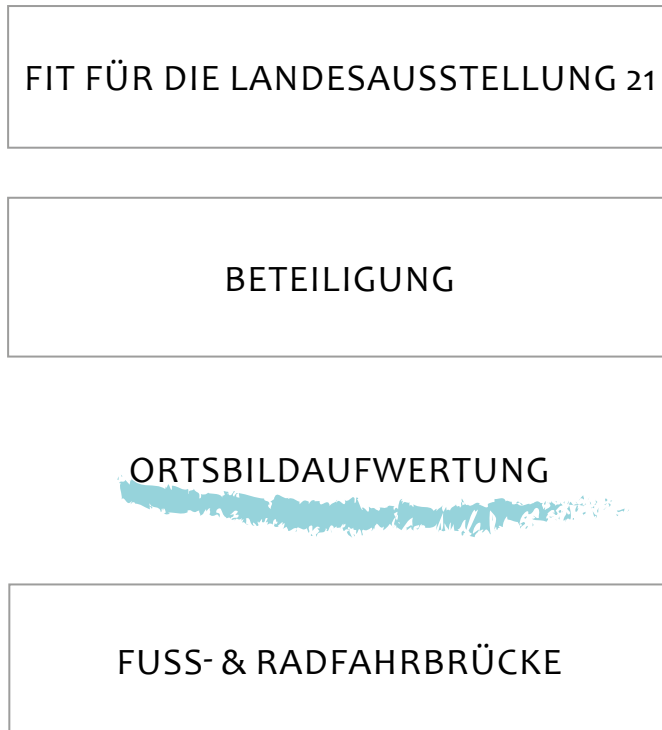 FIT FÜR DIE LANDESAUSSTELLUNG 21
BETEILIGUNG
ORTSBILDAUFWERTUNG
FUSS- & RADFAHRBRÜCKE